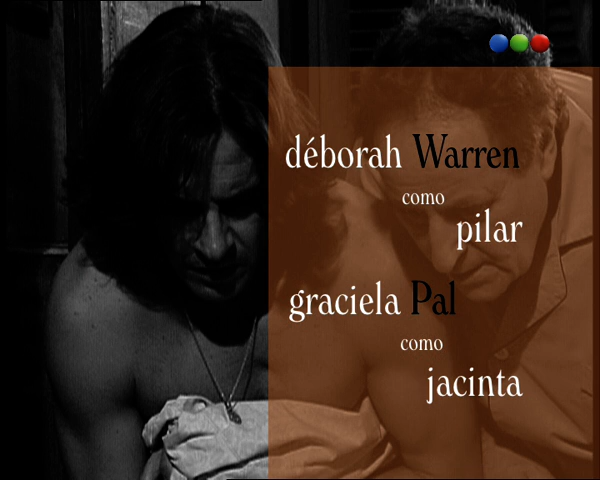 déborah Warren
como
pilar
graciela Pal
como
jacinta